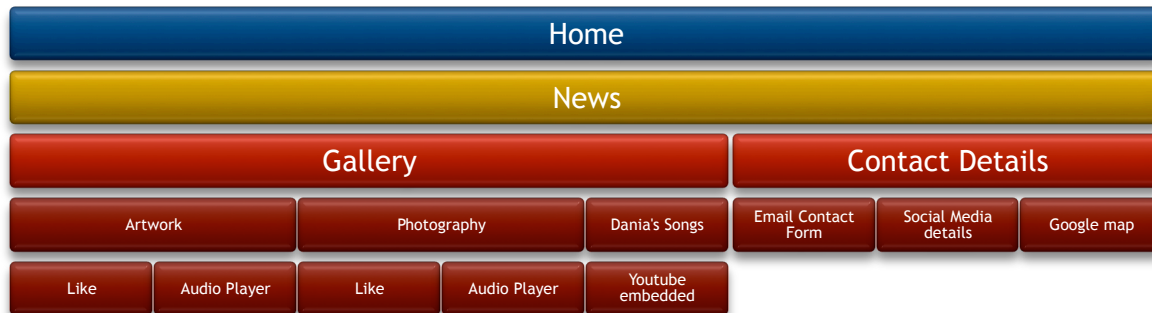 Home
News
Gallery
Contact Details
Artwork
Photography
Dania's Songs
Email Contact
Form
Social Media
details
Google map
Like
Audio Player
Like
Audio Player
Youtube
embedded